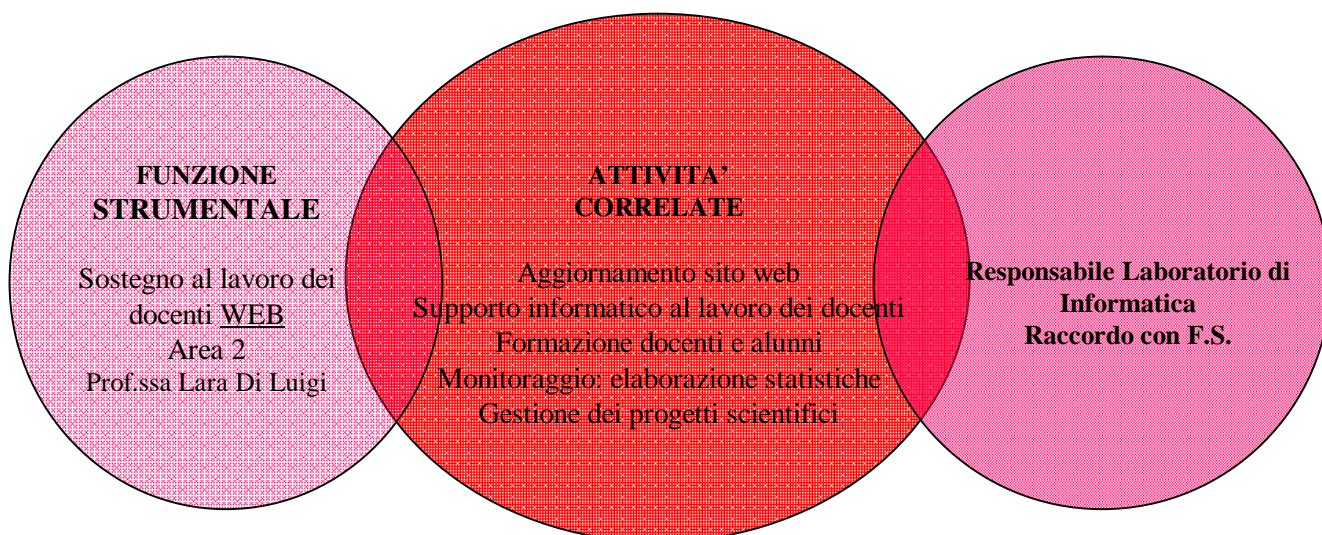 FUNZIONE
STRUMENTALE
Sostegno al lavoro dei
docenti WEB
Area 2
Prof.ssa Lara Di Luigi
ATTIVITA’
CORRELATE
Aggiornamento sito web
Supporto informatico al lavoro dei docenti
Formazione docenti e alunni
Monitoraggio: elaborazione statistiche
Gestione dei progetti scientifici
Responsabile Laboratorio di
Informatica
Raccordo con F.S.